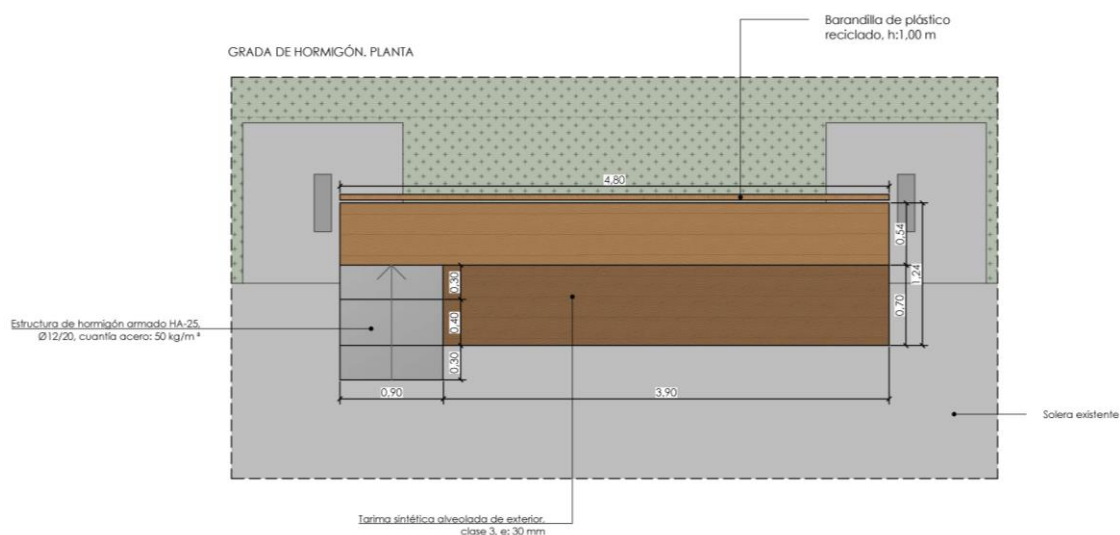 Barandilla de plástico
reciclado, h:1,00 m
GRADA DE HORMIGÓN. PLANTA
4,80
0,54
1,24
0,30
0,70
0,40
Estructura de hormigón armado HA-25,
Ø12/20, cuantía acero: 50 kg/m³
0,30
0,90
3,90
Solera existente
Tarima sintética alveolada de exterior,
clase 3, e: 30 mm